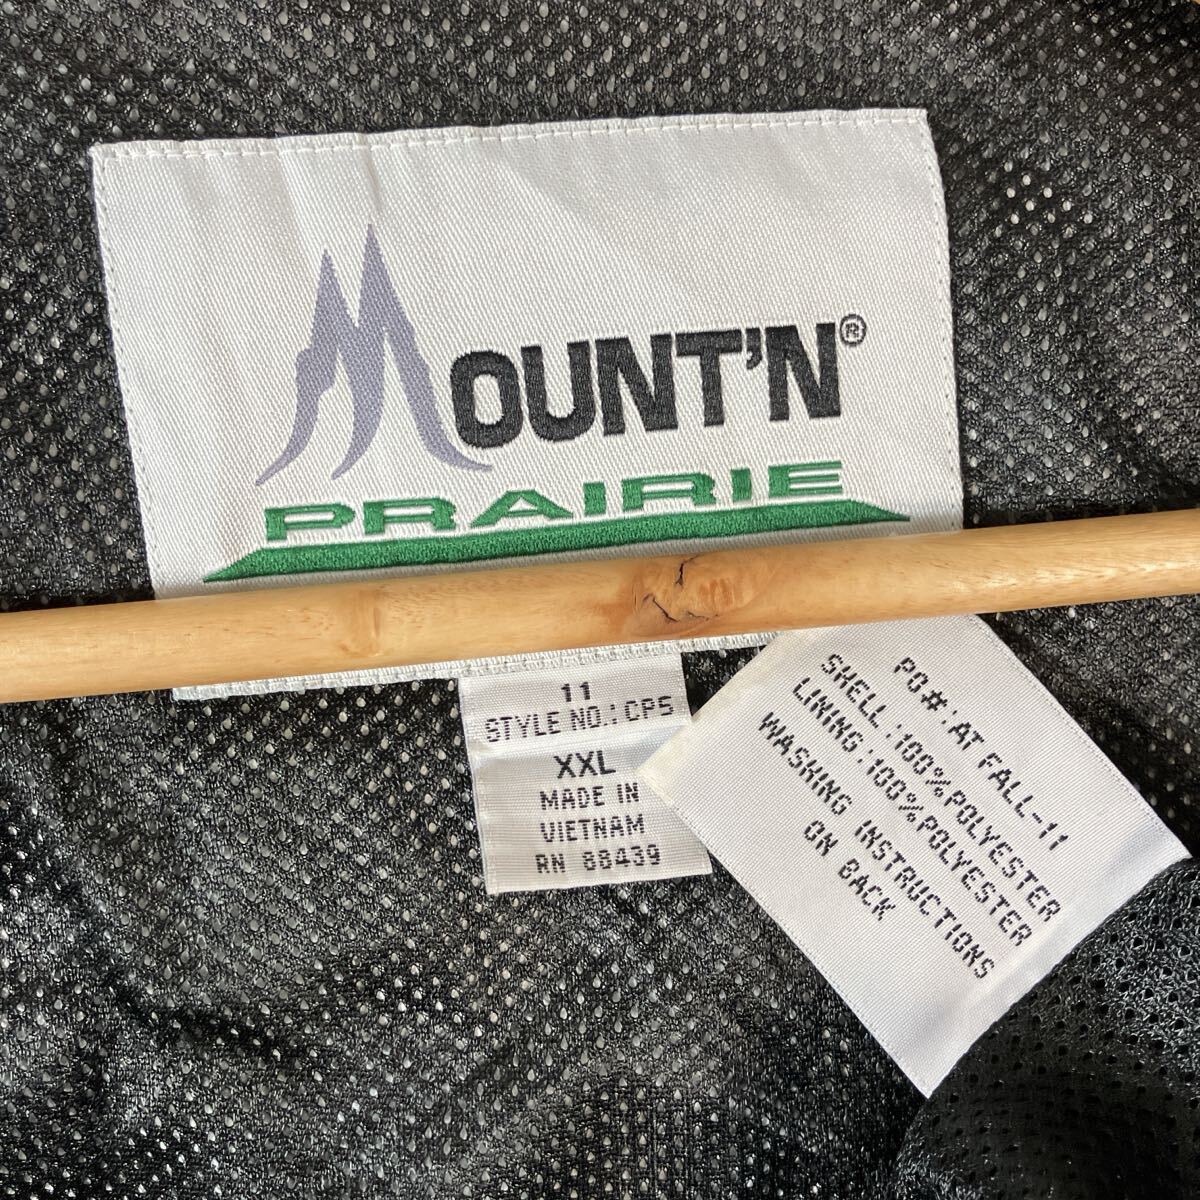 MOUNT'N®
PRAIRIE
11
STYLE NO.: CPS
XXL
MADE IN
VIETNAM
RN 88439
PO#:AT FALL-11
SHELL:100%POLYESTER
LINING:100%POLYESTER
WASHING INSTRUCTIONS
ON BACK